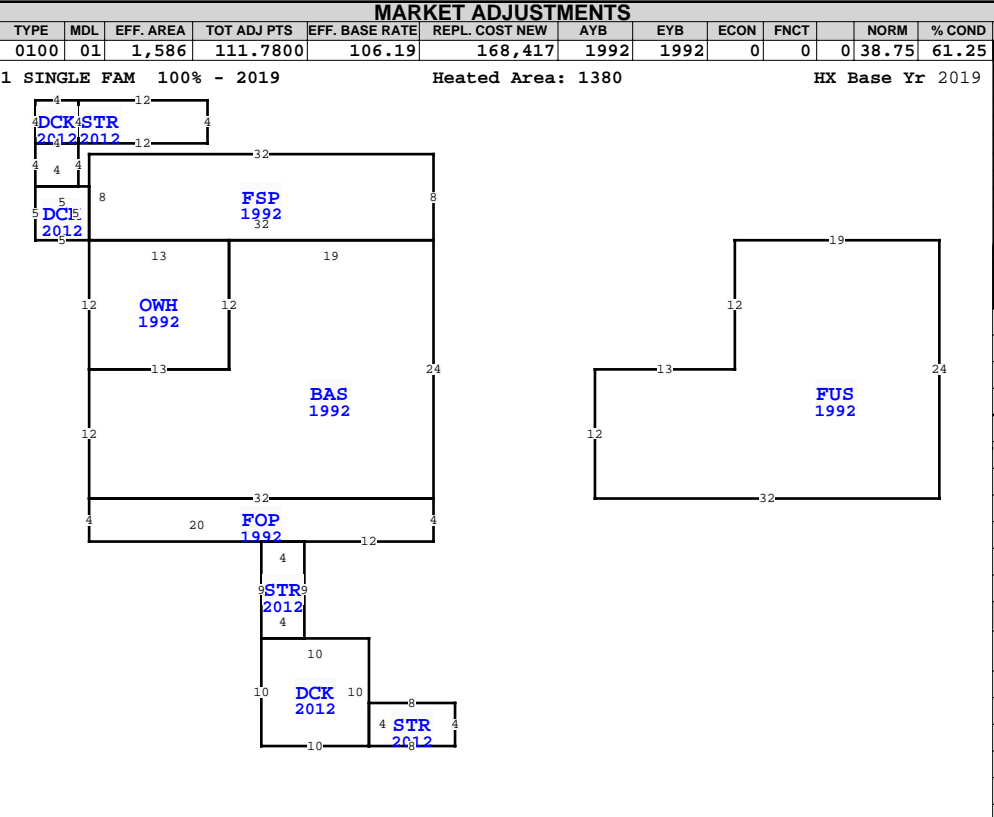 MARKET ADJUSTMENTS
TYPE MDL EFF. AREA TOT ADJ PTS EFF. BASE RATE REPL. COST NEW AYB EYB ECON FNCT NORM % COND
0100 01 1,586 111.7800 106.19 168,417 1992 1992 0 0 0 38.75 61.25
1 SINGLE FAM 100% - 2019 Heated Area: 1380 HX Base Yr 2019
4 12
4 DCK 4 STR 4
2012 2012
4 12
4 4 4
32
5 8 FSP 8
5 DCK 5 1992
2012 32
5
13 19 19
12 OWH 12 12
1992
13 24 13 24
BAS FUS
1992 1992
12 12
32 32
4 20 FOP 4
1992 12
4
9 STR 9
2012
4
10
10 DCK 10
2012 8
4 STR 4
2012
10 8